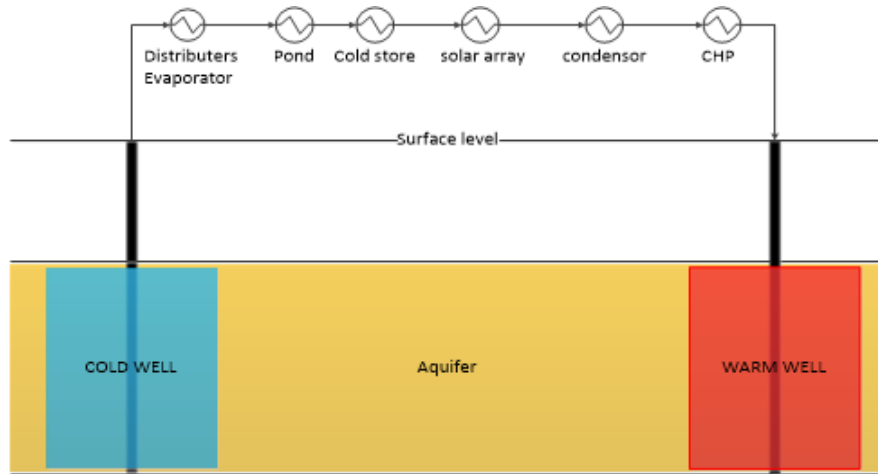 Distributers
Evaporator
Pond
Cold store
solar array
condensor
CHP
Surface level
COLD WELL
Aquifer
WARM WELL